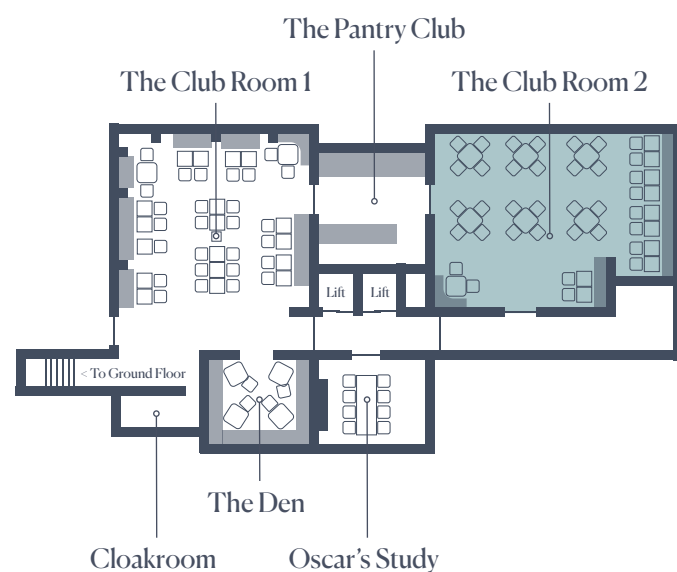 The Pantry Club
The Club Room 1
The Club Room 2
Lift
Lift
< To Ground Floor
The Den
Cloakroom
Oscar’s Study